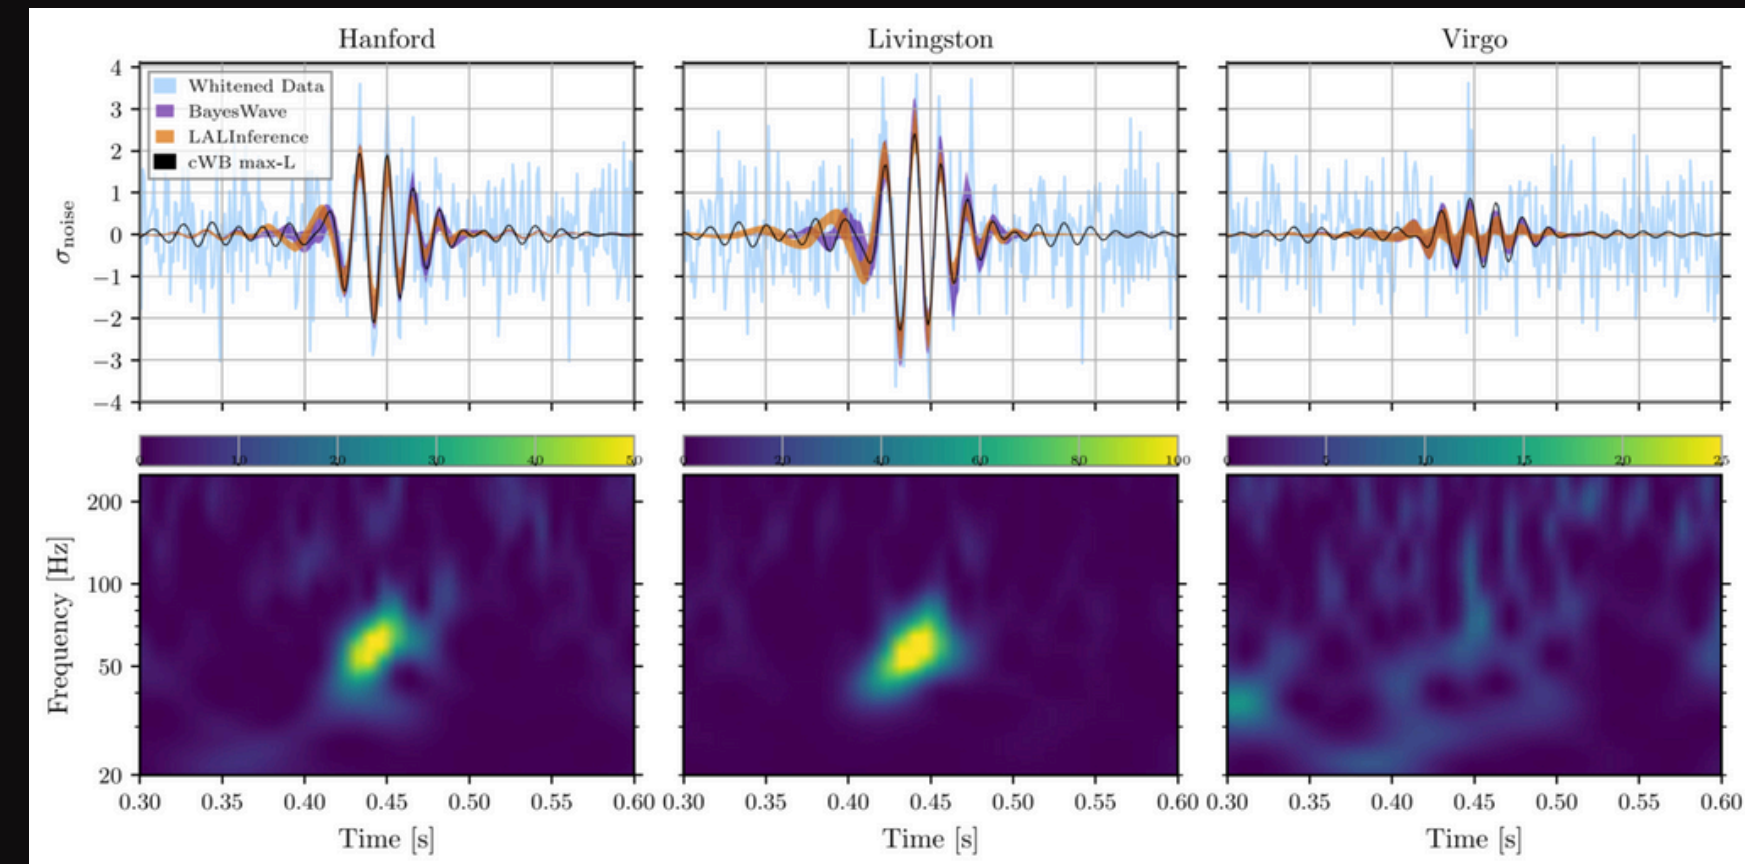 Hanford
Livingston
Virgo
Whitened Data
BayesWave
LALInference
cWB max-L
σnoise
4
3
2
1
0
−1
−2
−3
−4
0 10 20 30 40 50
0 20 40 60 80 100
0 5 10 15 20 25
Frequency [Hz]
200
100
50
20
0.30 0.35 0.40 0.45 0.50 0.55 0.60
0.30 0.35 0.40 0.45 0.50 0.55 0.60
0.30 0.35 0.40 0.45 0.50 0.55 0.60
Time [s]
Time [s]
Time [s]